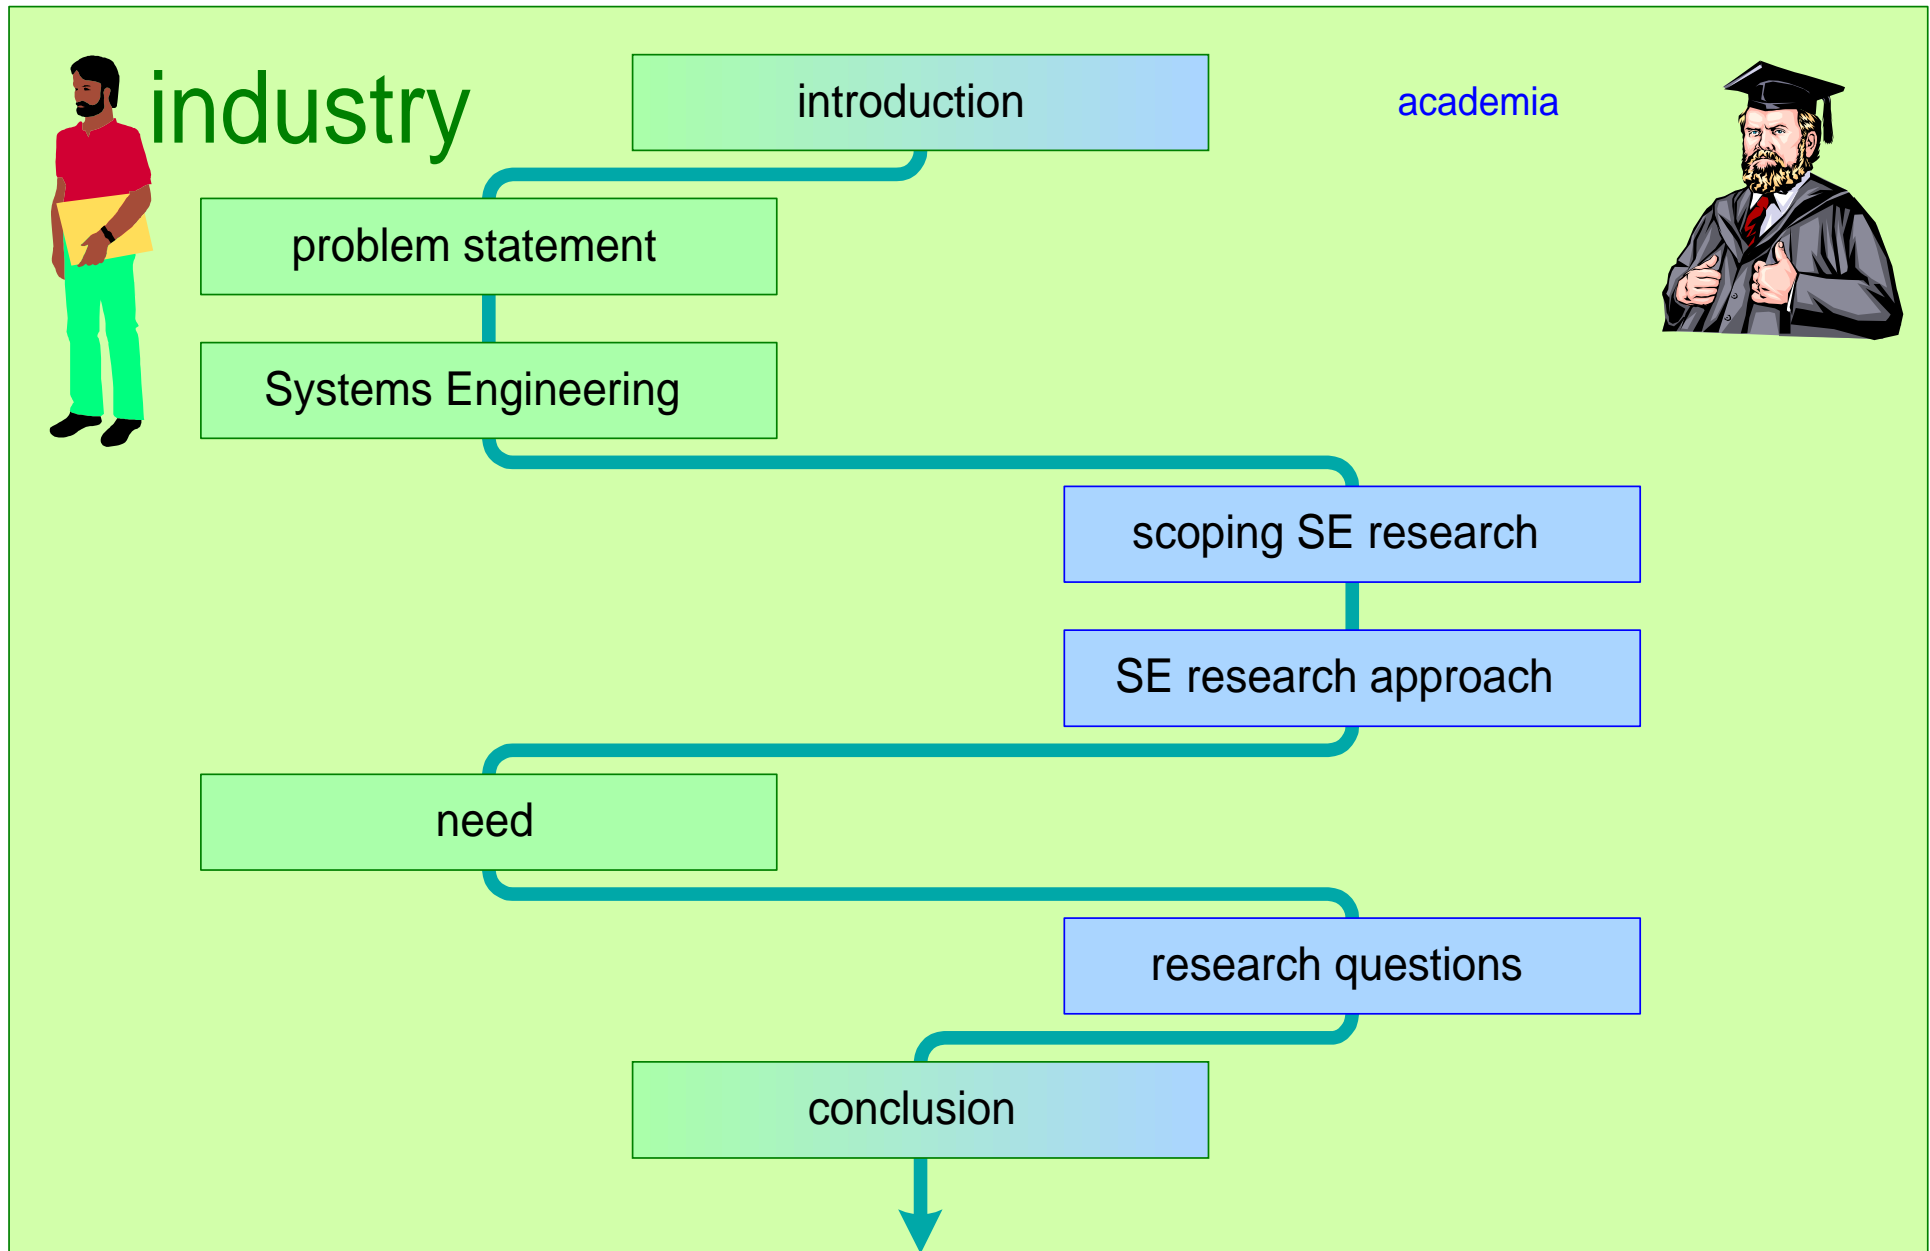 industry
introduction
academia
problem statement
Systems Engineering
scoping SE research
SE research approach
need
research questions
conclusion